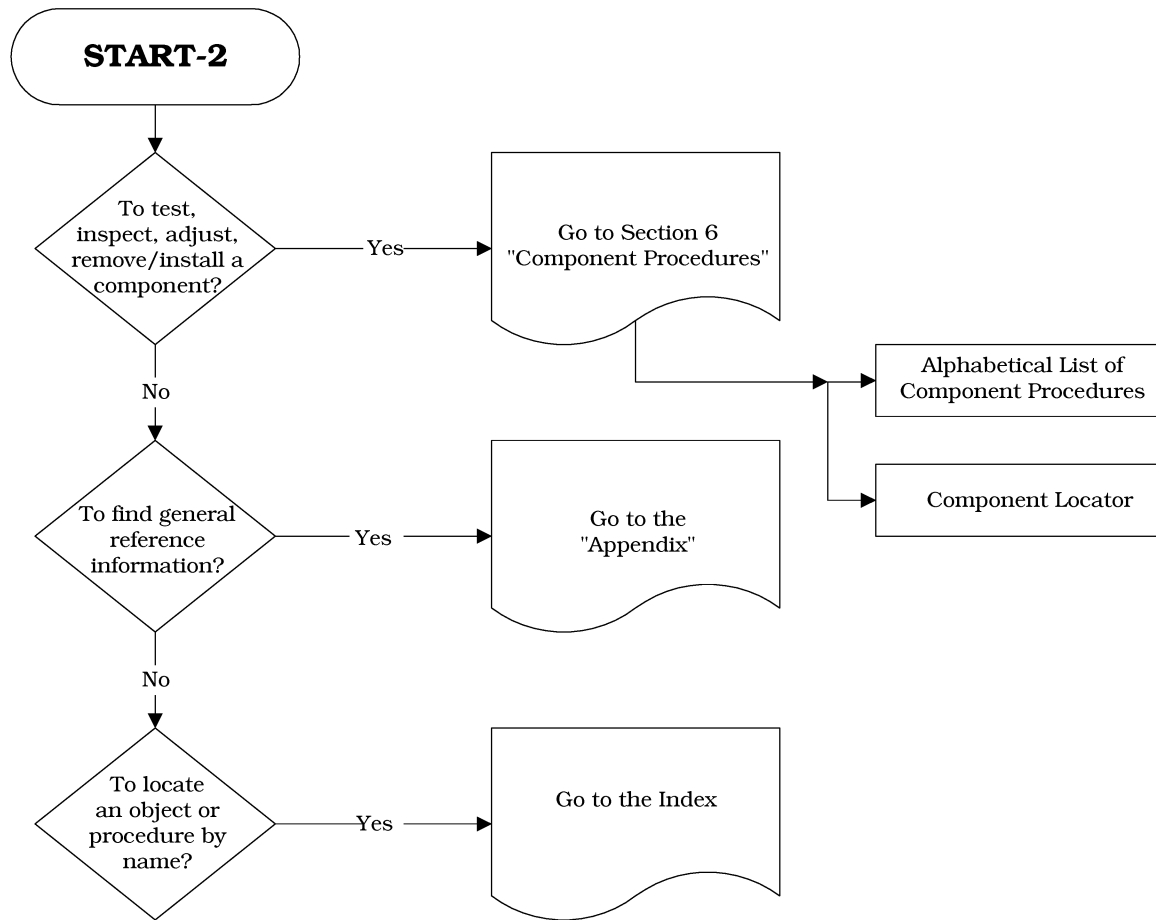 START-2
To test,
inspect, adjust,
remove/install a
component?
Yes
Go to Section 6
"Component Procedures"
Alphabetical List of
Component Procedures
Component Locator
No
To find general
reference
information?
Yes
Go to the
"Appendix"
No
To locate
an object or
procedure by
name?
Yes
Go to the Index